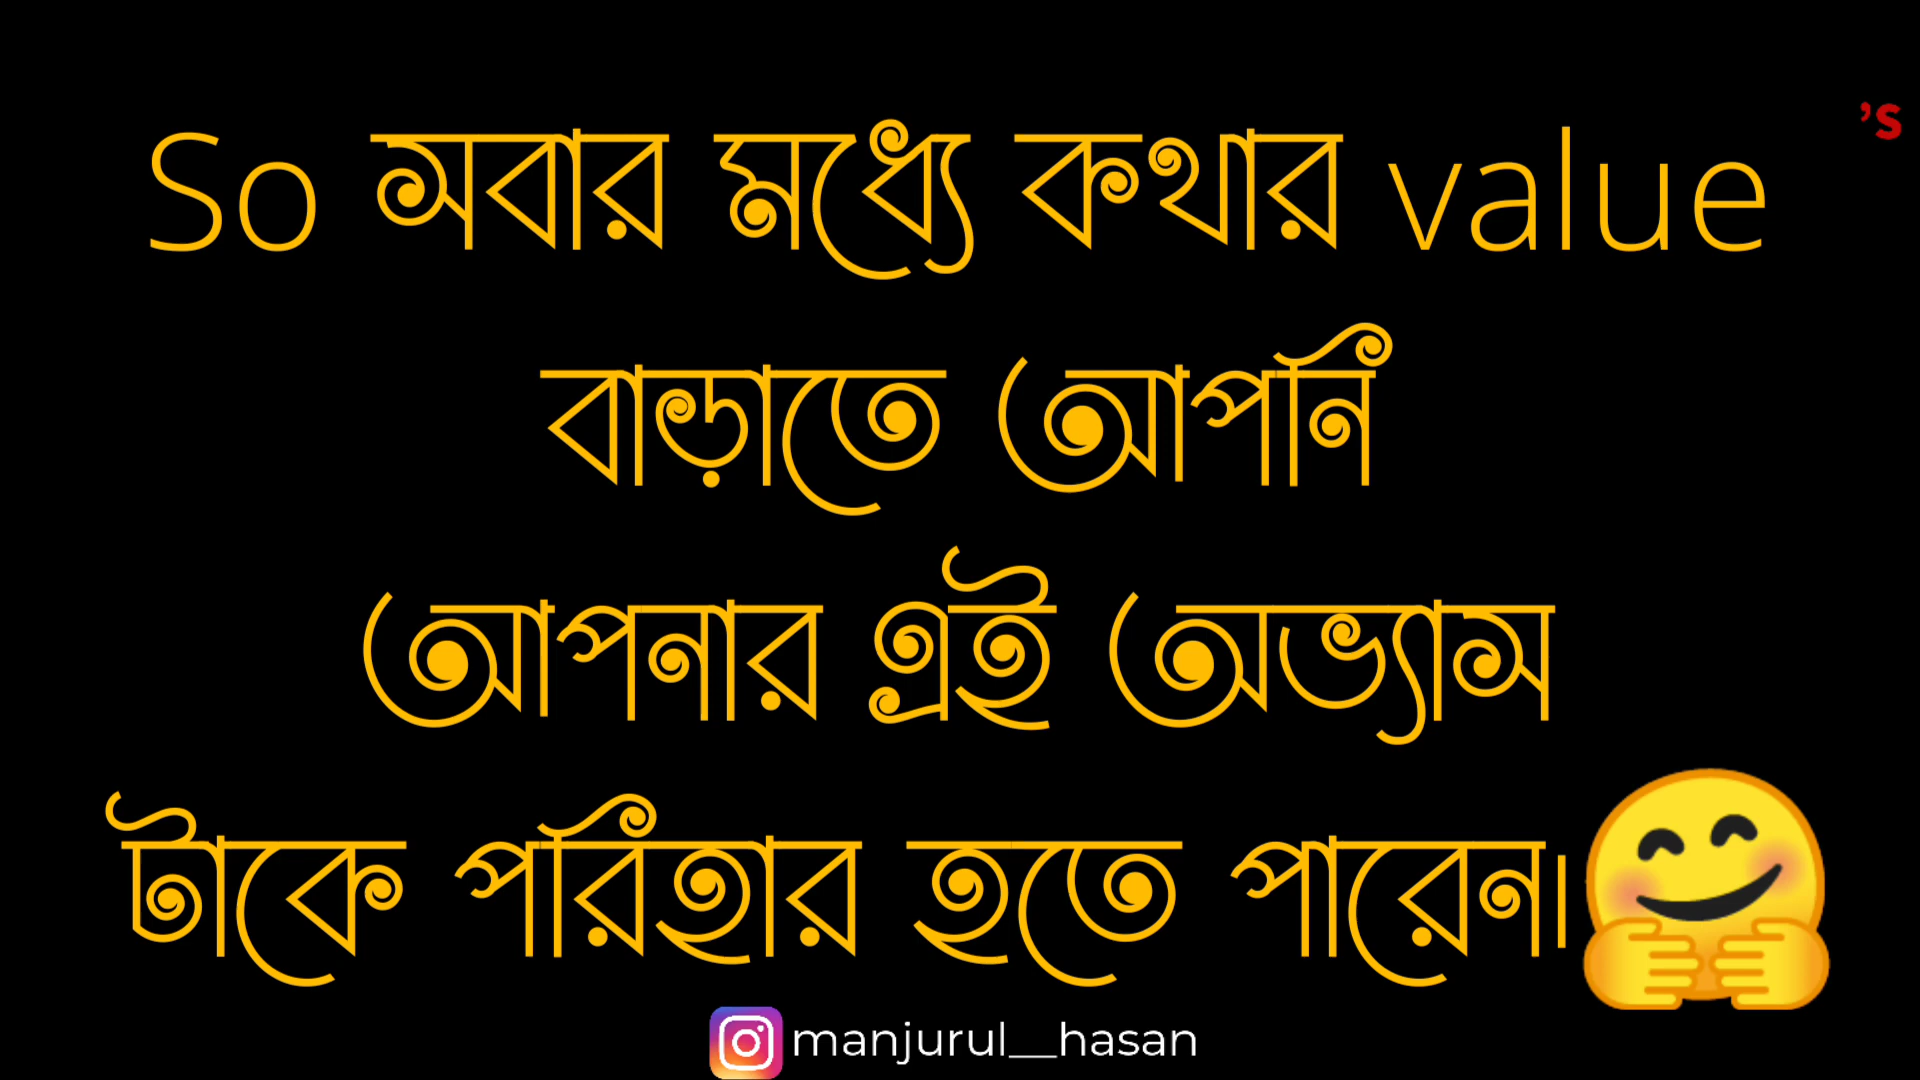 So সবার মধ্যে কথার value
's
বাড়াতে আপনি
আপনার এই অভ্যাস
টাকে পরিহার হতে পারেন।
manjurul__hasan